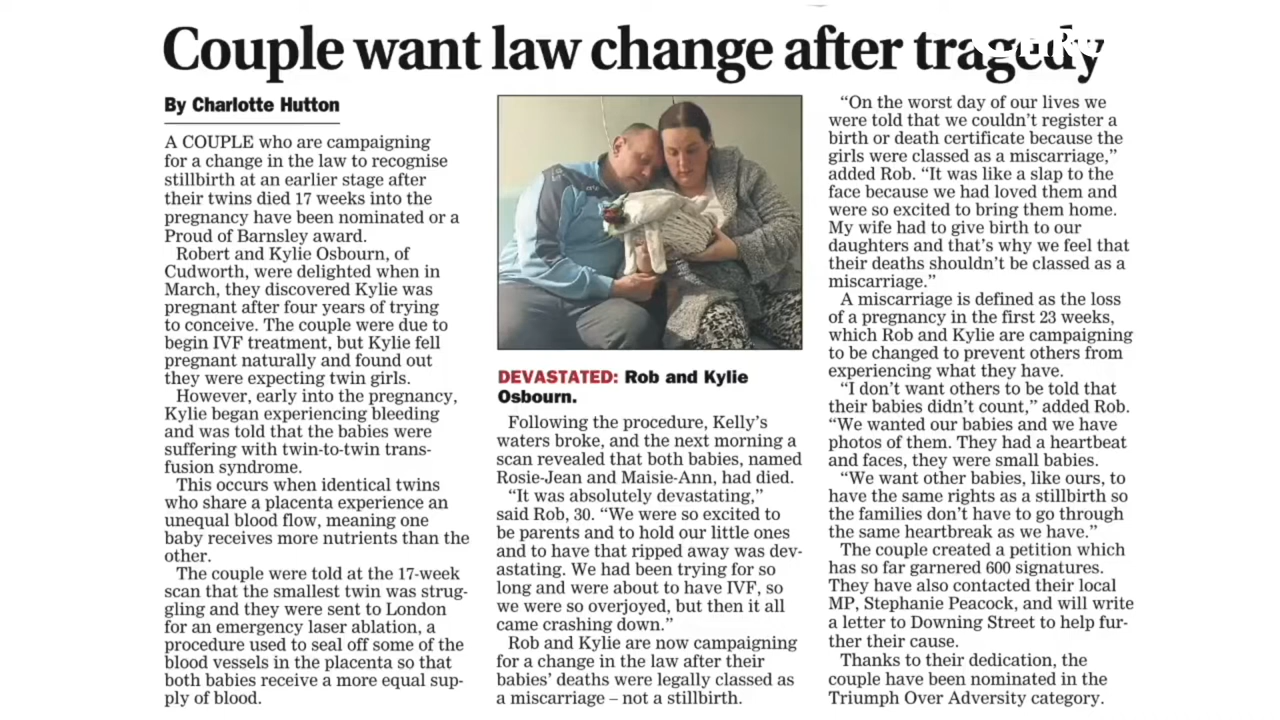 Couple want law change after tragedy
By Charlotte Hutton
A COUPLE who are campaigning
for a change in the law to recognise
stillbirth at an earlier stage after
their twins died 17 weeks into the
pregnancy have been nominated or a
Proud of Barnsley award.
Robert and Kylie Osbourn, of
Cudworth, were delighted when in
March, they discovered Kylie was
pregnant after four years of trying
to conceive. The couple were due to
begin IVF treatment, but Kylie fell
pregnant naturally and found out
they were expecting twin girls.
However, early into the pregnancy,
Kylie began experiencing bleeding
and was told that the babies were
suffering with twin-to-twin trans-
fusion syndrome.
This occurs when identical twins
who share a placenta experience an
unequal blood flow, meaning one
baby receives more nutrients than the
other.
The couple were told at the 17-week
scan that the smallest twin was strug-
gling and they were sent to London
for an emergency laser ablation, a
procedure used to seal off some of the
blood vessels in the placenta so that
both babies receive a more equal sup-
ply of blood.
DEVASTATED: Rob and Kylie
Osbourn.
Following the procedure, Kelly's
waters broke, and the next morning a
scan revealed that both babies, named
Rosie-Jean and Maisie-Ann, had died.
“It was absolutely devastating,”
said Rob, 30. “We were so excited to
be parents and to hold our little ones
and to have that ripped away was dev-
astating. We had been trying for so
long and were about to have IVF, so
we were so overjoyed, but then it all
came crashing down.”
Rob and Kylie are now campaigning
for a change in the law after their
babies' deaths were legally classed as
a miscarriage – not a stillbirth.
“On the worst day of our lives we
were told that we couldn't register a
birth or death certificate because the
girls were classed as a miscarriage,”
added Rob. “It was like a slap to the
face because we had loved them and
were so excited to bring them home.
My wife had to give birth to our
daughters and that's why we feel that
their deaths shouldn't be classed as a
miscarriage.”
A miscarriage is defined as the loss
of a pregnancy in the first 23 weeks,
which Rob and Kylie are campaigning
to be changed to prevent others from
experiencing what they have.
“I don't want others to be told that
their babies didn't count,” added Rob.
“We wanted our babies and we have
photos of them. They had a heartbeat
and faces, they were small babies.
“We want other babies, like ours, to
have the same rights as a stillbirth so
the families don't have to go through
the same heartbreak as we have.”
The couple created a petition which
has so far garnered 600 signatures.
They have also contacted their local
MP, Stephanie Peacock, and will write
a letter to Downing Street to help fur-
ther their cause.
Thanks to their dedication, the
couple have been nominated in the
Triumph Over Adversity category.